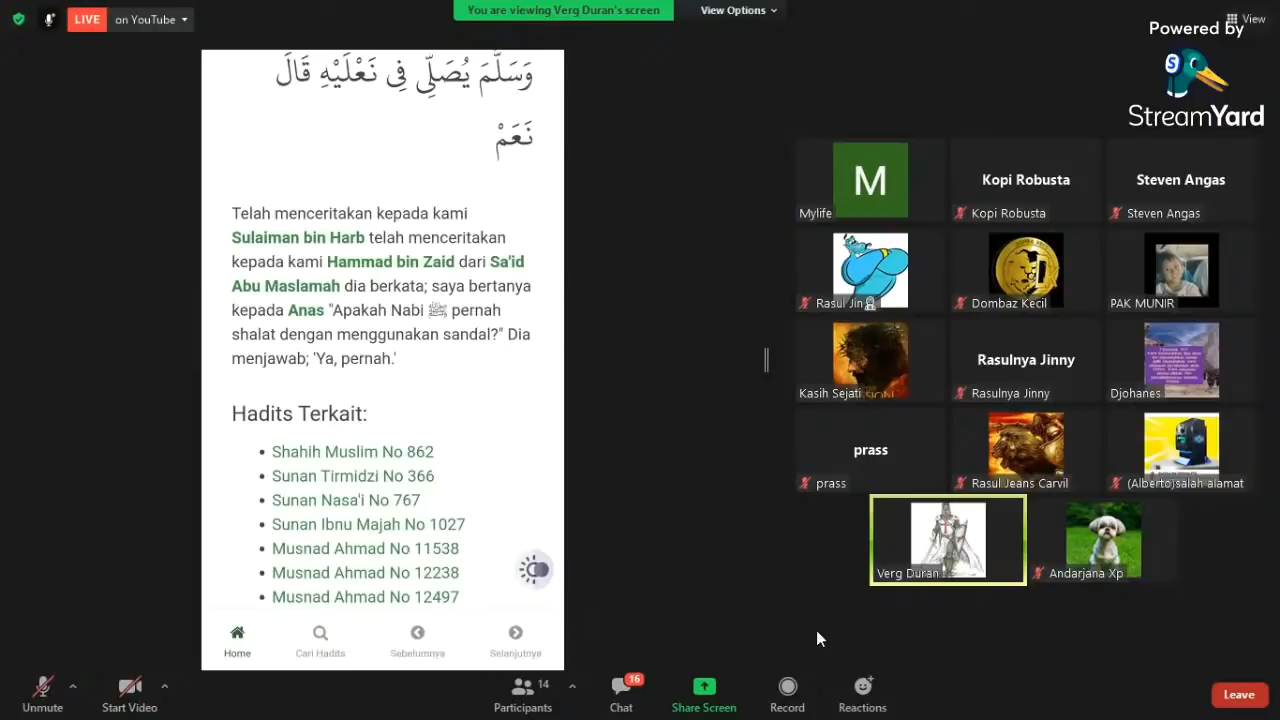 LIVE
on YouTube
You are viewing Verg Duran's screen
View Options
View
Powered by
StreamYard
وَسَلَّمَ يُصَلِّي فِي نَعْلَيْهِ قَالَ
نَعَمْ
Telah menceritakan kepada kami
Sulaiman bin Harb telah menceritakan
kepada kami Hammad bin Zaid dari Sa'id
Abu Maslamah dia berkata; saya bertanya
kepada Anas "Apakah Nabi ﷺ pernah
shalat dengan menggunakan sandal?" Dia
menjawab; 'Ya, pernah.'
Hadits Terkait:
Shahih Muslim No 862
Sunan Tirmidzi No 366
Sunan Nasa'i No 767
Sunan Ibnu Majah No 1027
Musnad Ahmad No 11538
Musnad Ahmad No 12238
Musnad Ahmad No 12497
Home
Cari Hadits
Sebelumnya
Selanjutnya
M
Mylife
Kopi Robusta
Kopi Robusta
Steven Angas
Steven Angas
Rasul Jin
Dombaz Kecil
PAK MUNIR
Kasih Sejati
Rasulnya Jinny
Rasulnya Jinny
Djohanes
prass
prass
Rasul Jeans Carvil
(Alberto)salah alamat
Verg Duran
Andarjana Xp
Unmute
Start Video
14
Participants
16
Chat
Share Screen
Record
Reactions
Leave